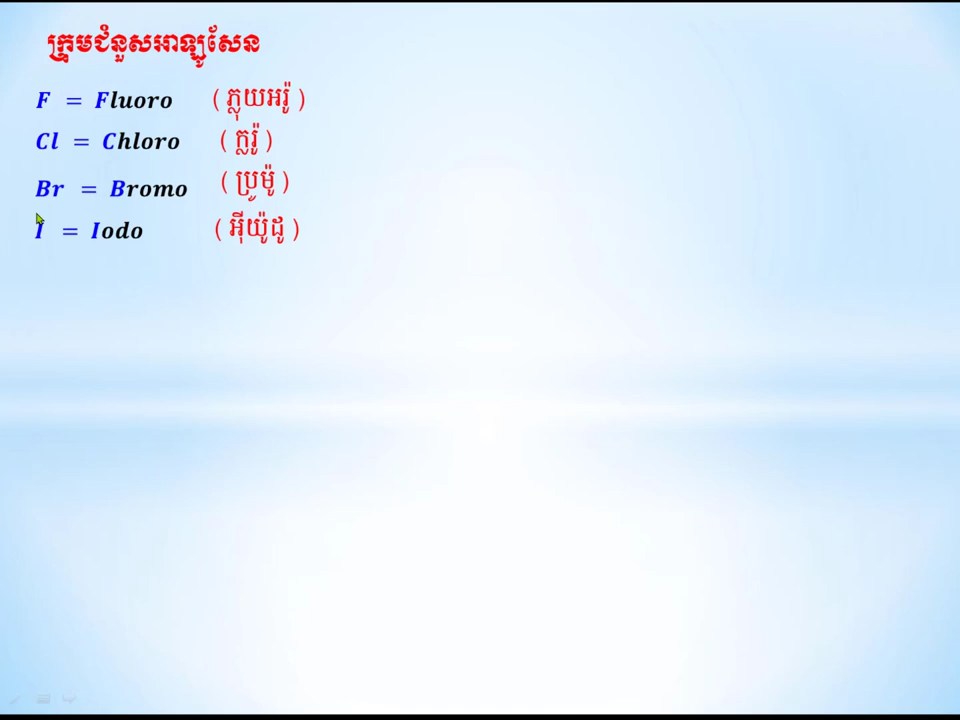 ក្រុមជំនួសអាឡូសែន
F = Fluoro ( ភ្លុយអរ៉ូ )
Cl = Chloro ( ក្លរ៉ូ )
Br = Bromo ( ប្រូម៉ូ )
I = Iodo ( អ៊ីយ៉ូដូ )